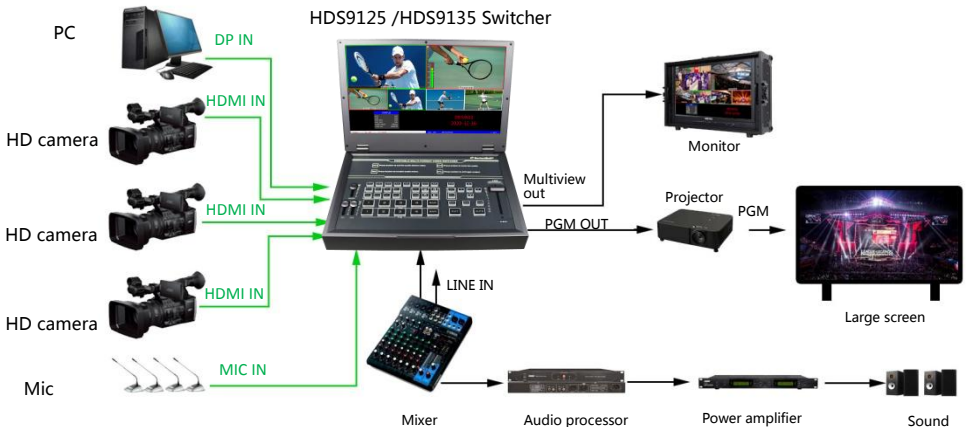 HDS9125 /HDS9135 Switcher
PC
DP IN
HDMI IN
HD camera
Monitor
Multiview
out
Projector
PGM
HDMI IN
PGM OUT
HD camera
LINE IN
HDMI IN
HD camera
Large screen
MIC IN
Mic
Mixer
Audio processor
Power amplifier
Sound